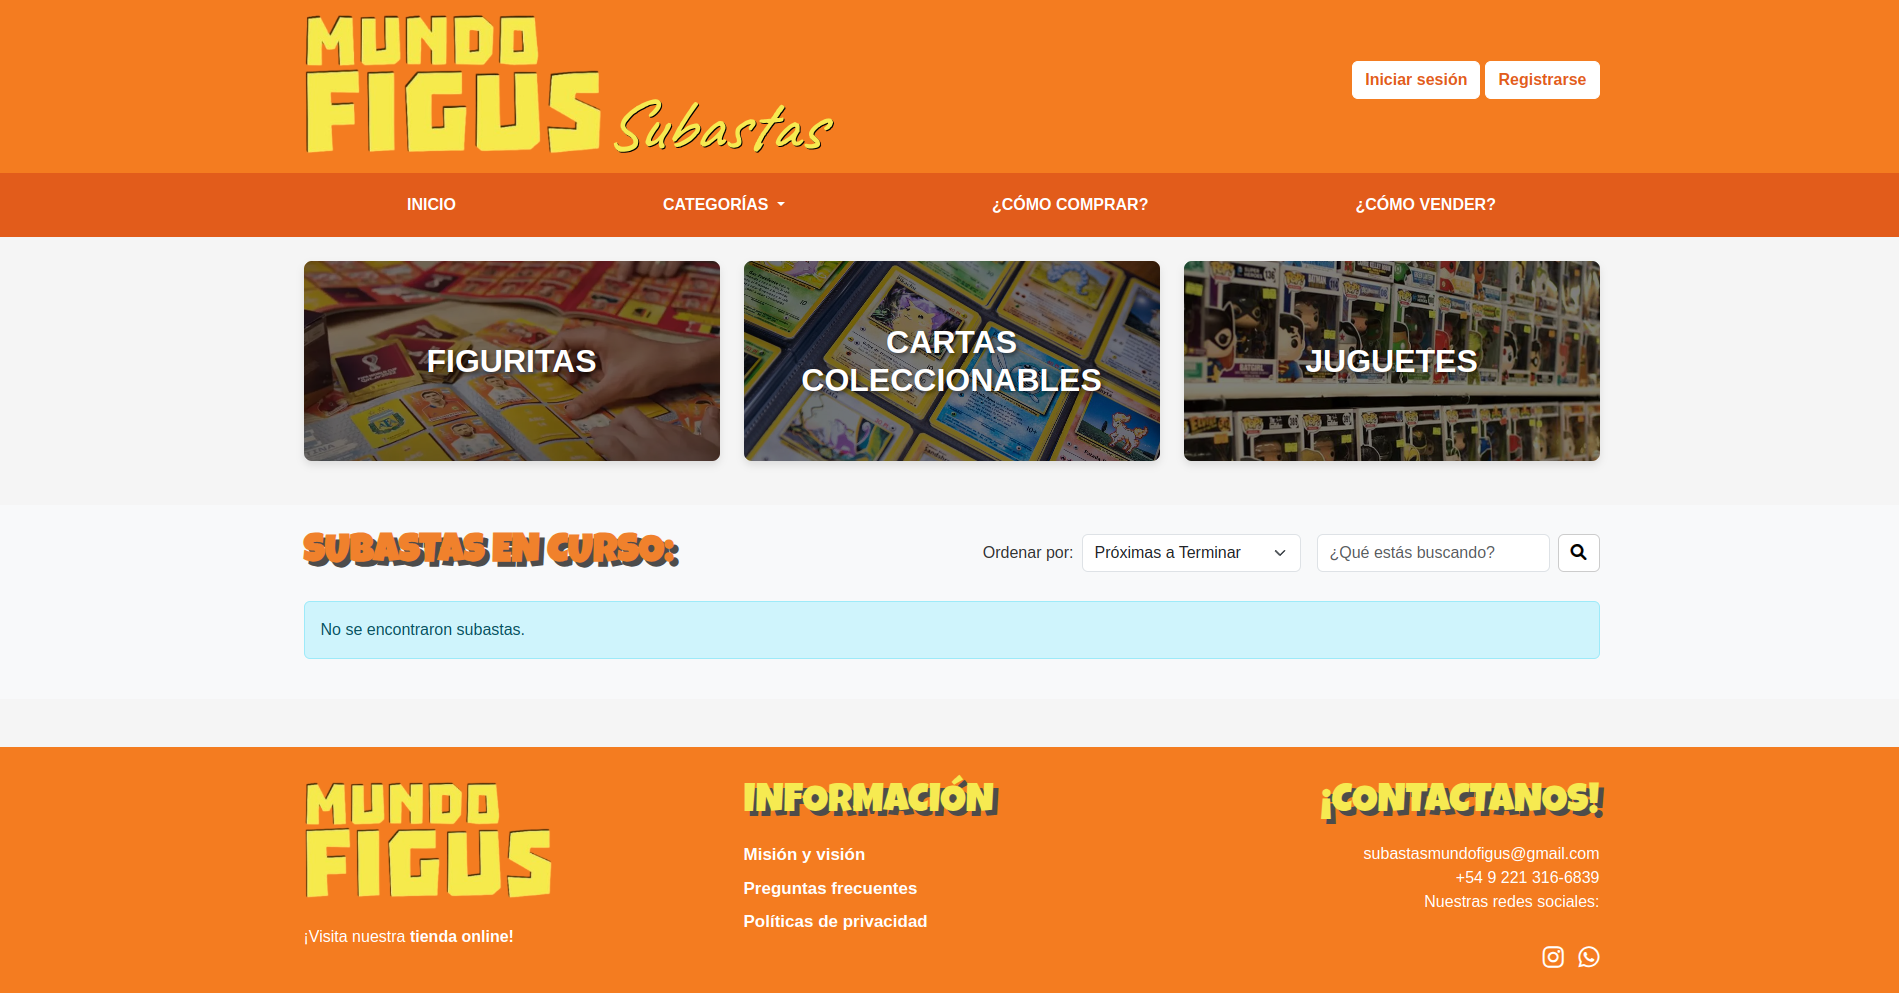 MUNDO
FIGUS Subastas
Iniciar sesión
Registrarse
INICIO
CATEGORÍAS
¿CÓMO COMPRAR?
¿CÓMO VENDER?
FIGURITAS
CARTAS
COLECCIONABLES
JUGUETES
SUBASTAS EN CURSO:
Ordenar por:
Próximas a Terminar
¿Qué estás buscando?
No se encontraron subastas.
MUNDO
FIGUS
¡Visita nuestra tienda online!
INFORMACIÓN
Misión y visión
Preguntas frecuentes
Políticas de privacidad
¡CONTACTANOS!
subastasmundofigus@gmail.com
+54 9 221 316-6839
Nuestras redes sociales: